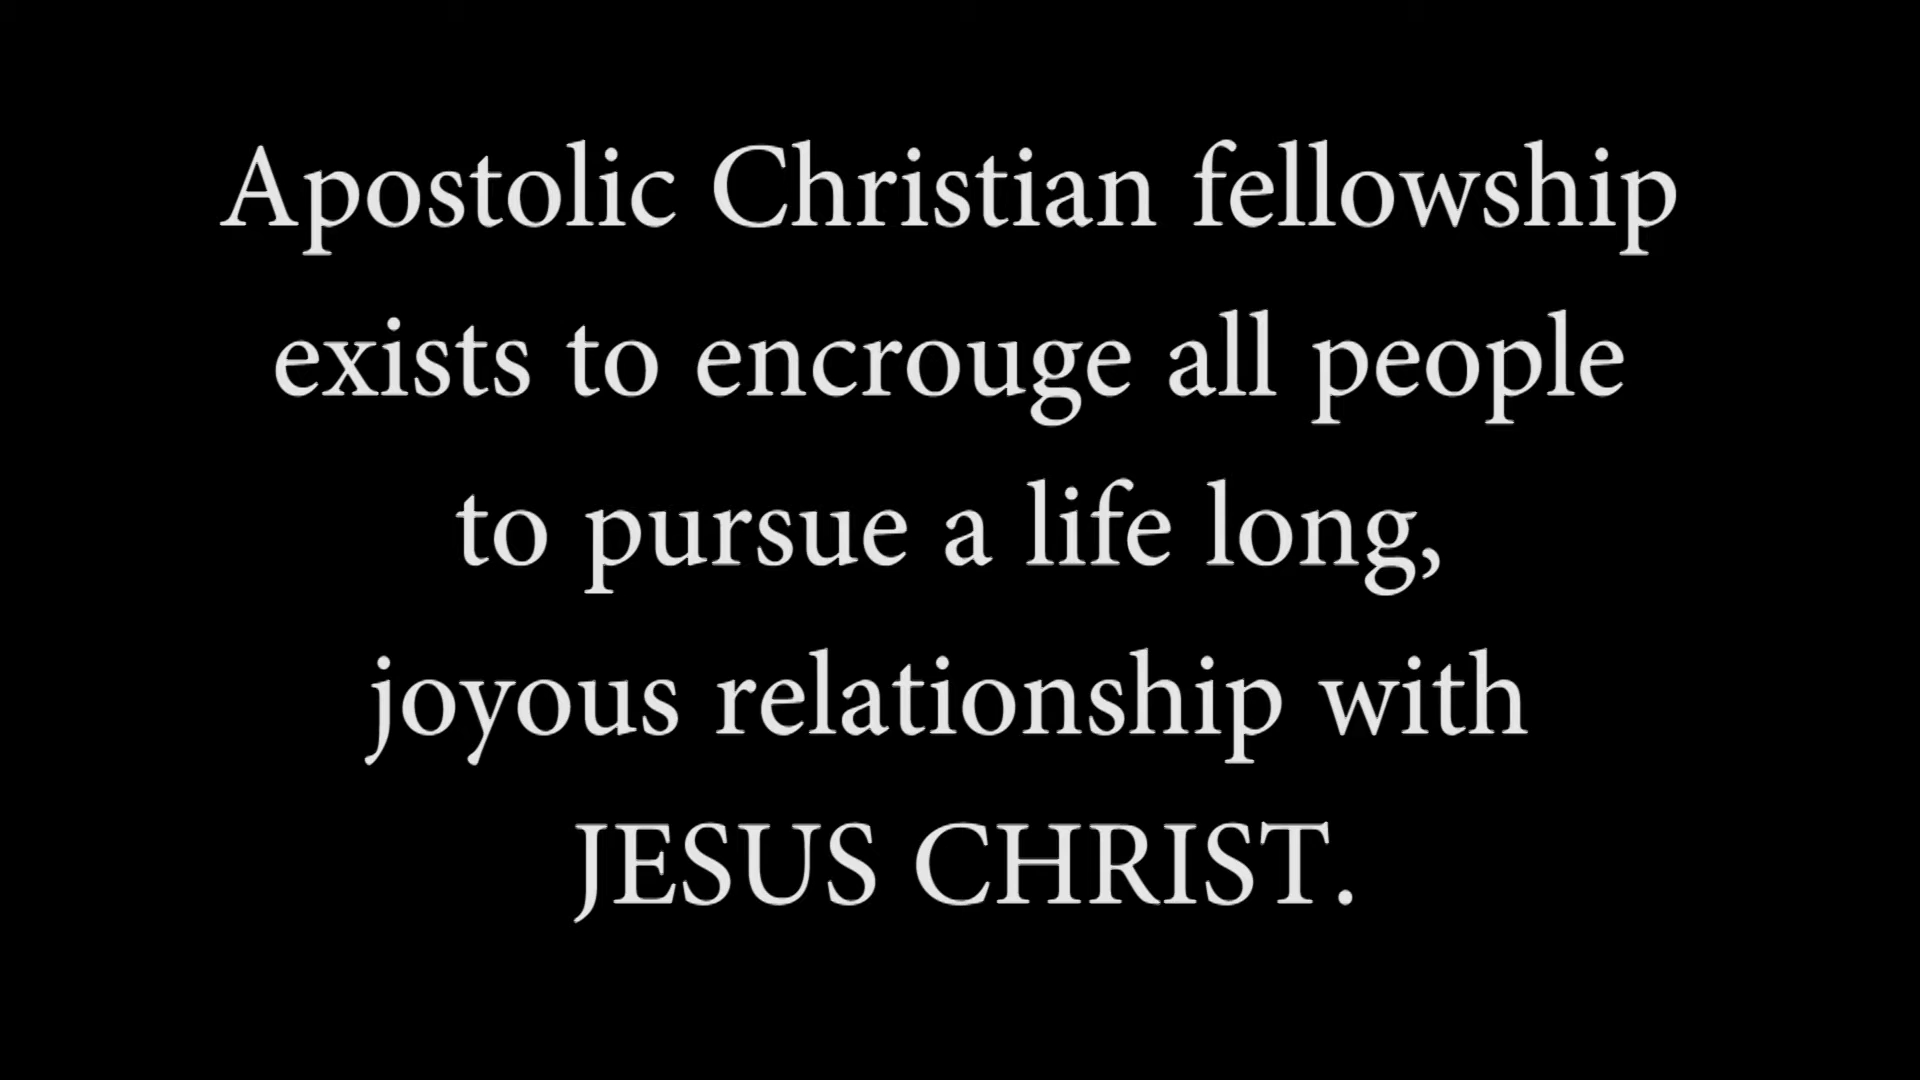 Apostolic Christian fellowship
exists to encrouge all people
to pursue a life long,
joyous relationship with
JESUS CHRIST.